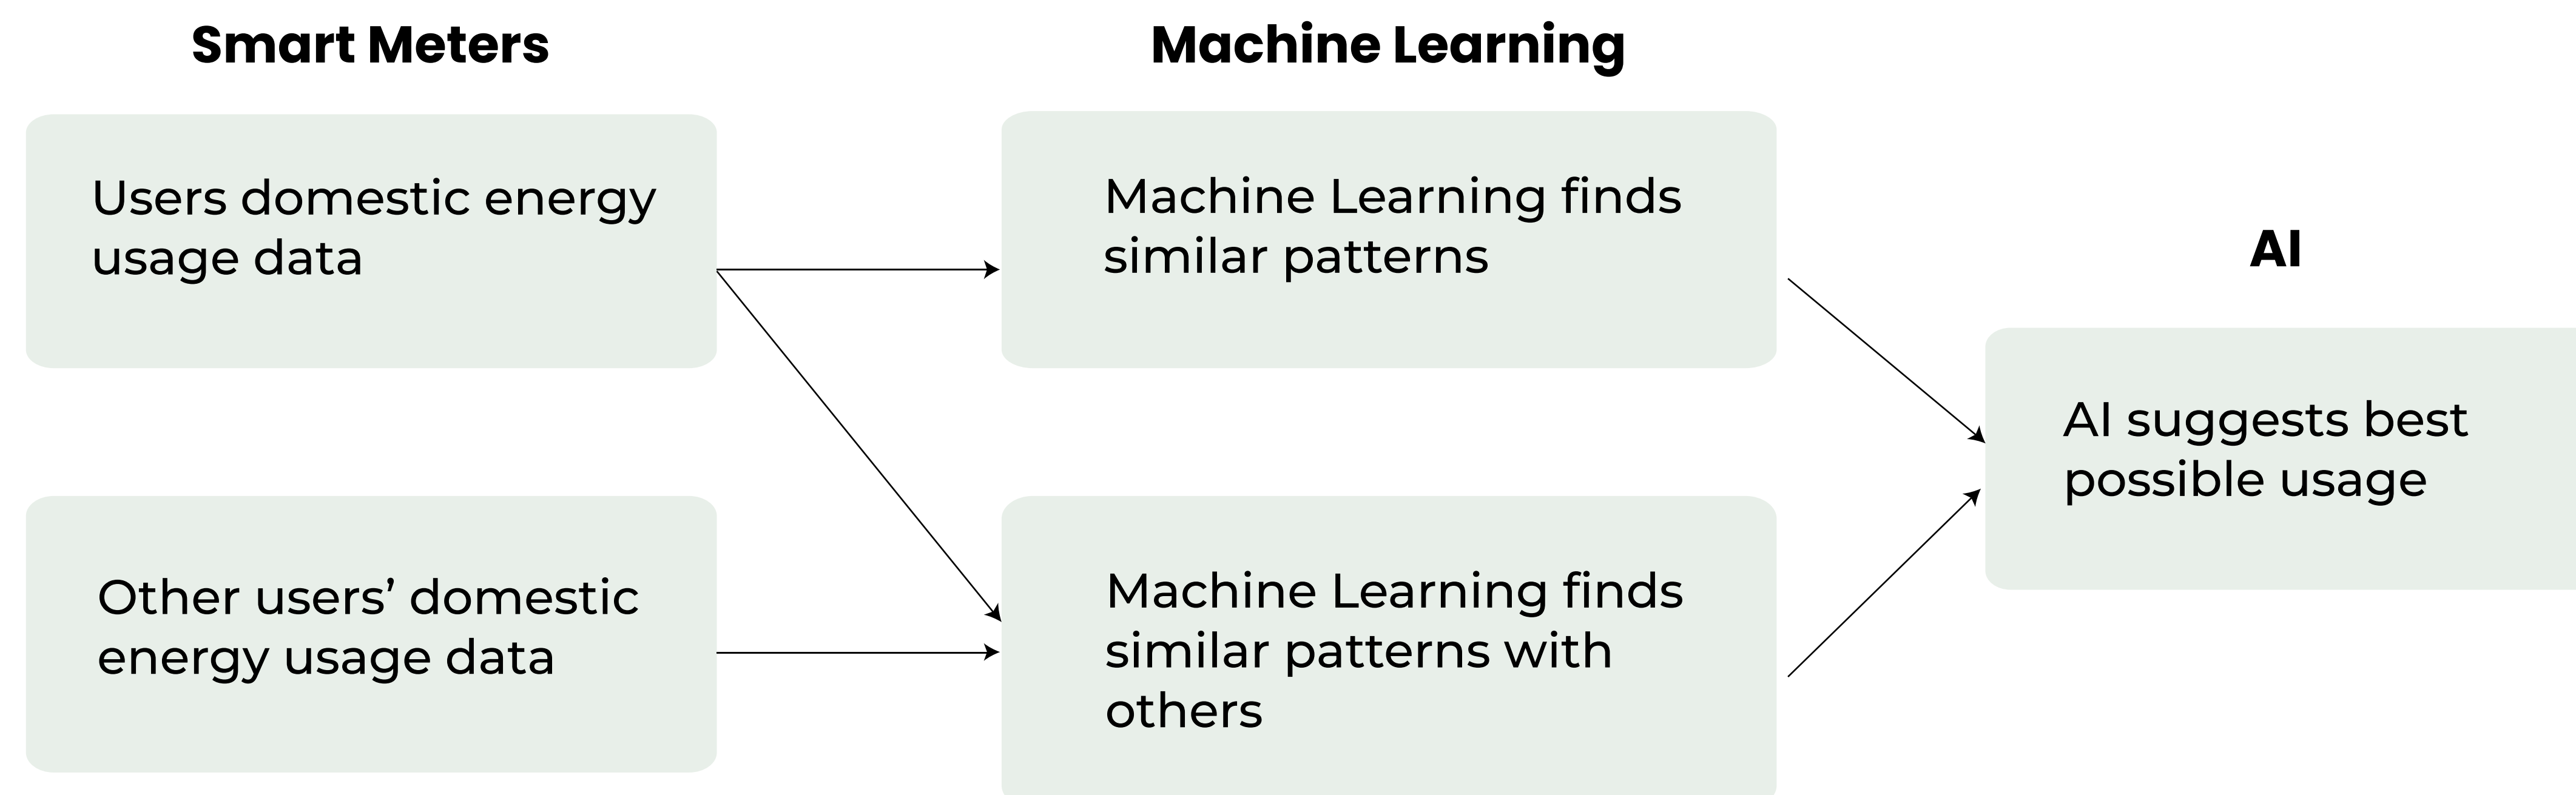 Smart Meters
Users domestic energy
usage data
Other users’ domestic
energy usage data
Machine Learning
Machine Learning finds
similar patterns
Machine Learning finds
similar patterns with
others
AI
AI suggests best
possible usage